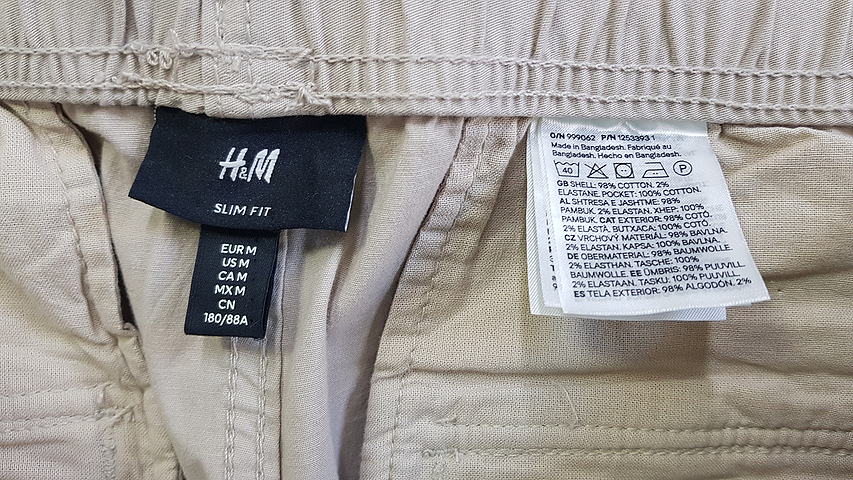 H&M
SLIM FIT
EUR M
US M
CA M
MX M
CN
180/88A
O/N 999062 P/N 1253393 1
Made in Bangladesh. Fabriqué au
Bangladesh. Hecho en Bangladesh.
40 P
GB SHELL: 98% COTTON. 2%
ELASTANE. POCKET: 100% COTTON.
AL SHTRESA E JASHTME: 98%
PAMBUK. 2% ELASTAN. XHEP: 100%
PAMBUK. CAT EXTERIOR: 98% COTÓ.
2% ELASTÀ. BUTXACA: 100% COTÓ.
CZ VRCHOVÝ MATERIÁL: 98% BAVLNA.
2% ELASTAN. KAPSA: 100% BAVLNA.
DE OBERMATERIAL: 98% BAUMWOLLE.
2% ELASTHAN. TASCHE: 100%
BAUMWOLLE. EE ÜMBRIS: 98% PUUVILL.
2% ELASTAAN. TASKU: 100% PUUVILL.
ES TELA EXTERIOR: 98% ALGODÓN. 2%